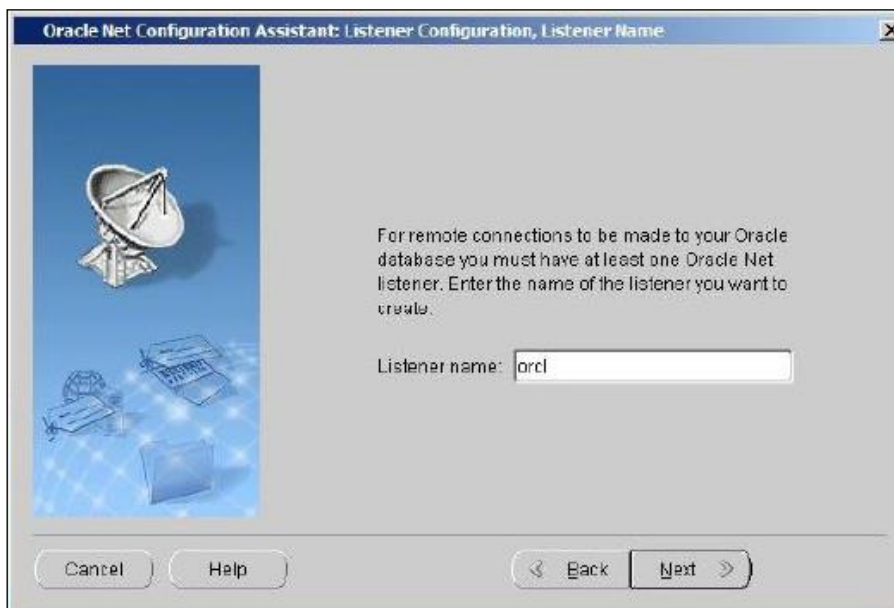 Oracle Net Configuration Assistant: Listener Configuration, Listener Name
For remote connections to be made to your Oracle
database you must have at least one Oracle Net
listener. Enter the name of the listener you want to
create.
Listener name: orcl
Cancel Help Back Next